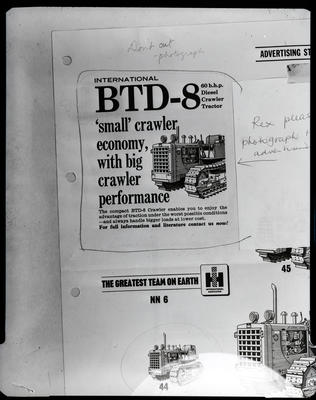 Don't cut
- photograph
ADVERTISING ST
INTERNATIONAL
BTD-8
60 b.h.p.
Diesel
Crawler
Tractor
'small' crawler
economy,
with big
crawler
performance
Rex pleas
photograph t
The compact BTD-8 Crawler enables you to enjoy the
advantage of traction under the worst possible conditions
—and always handle bigger loads at lower cost.
For full information and literature contact us now!
45
THE GREATEST TEAM ON EARTH
NN 6
44